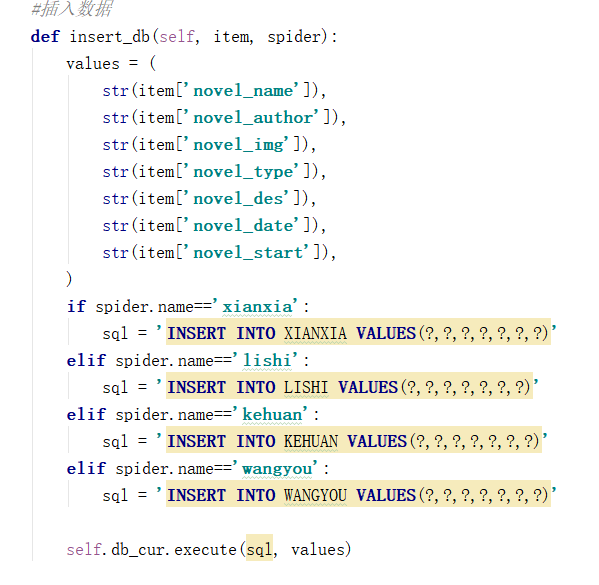 #插入数据
def insert_db(self, item, spider):
    values = (
        str(item['novel_name']),
        str(item['novel_author']),
        str(item['novel_img']),
        str(item['novel_type']),
        str(item['novel_des']),
        str(item['novel_date']),
        str(item['novel_start']),
    )
    if spider.name=='xianxia':
        sql = 'INSERT INTO XIANXIA VALUES(?,?,?,?,?,?,?)'
    elif spider.name=='lishi':
        sql = 'INSERT INTO LISHI VALUES(?,?,?,?,?,?,?)'
    elif spider.name=='kehuan':
        sql = 'INSERT INTO KEHUAN VALUES(?,?,?,?,?,?,?)'
    elif spider.name=='wangyou':
        sql = 'INSERT INTO WANGYOU VALUES(?,?,?,?,?,?,?)'
    self.db_cur.execute(sql, values)